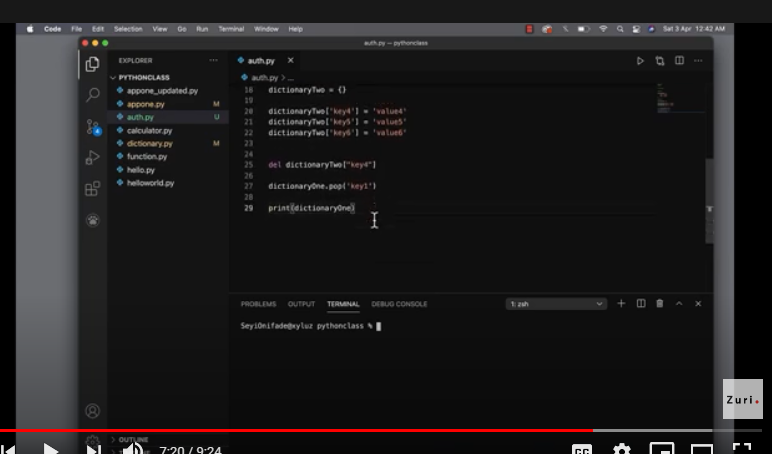 Code File Edit Selection View Go Run Terminal Window Help Sat 3 Apr 12:42 AM
auth.py — pythonclass
EXPLORER
auth.py
PYTHONCLASS
auth.py > ...
appone_updated.py
appone.py M
auth.py U
calculator.py
dictionary.py M
function.py
hello.py
helloworld.py
4
18 dictionaryTwo = {}
19
20 dictionaryTwo['key4'] = 'value4'
21 dictionaryTwo['key5'] = 'value5'
22 dictionaryTwo['key6'] = 'value6'
23
24
25 del dictionaryTwo["key4"]
26
27 dictionaryOne.pop('key1')
28
29 print(dictionaryOne)
PROBLEMS OUTPUT TERMINAL DEBUG CONSOLE 1: zsh
SeyiOnifade@xyluz pythonclass %
Zuri.
OUTLINE
7:20 / 9:24
CC